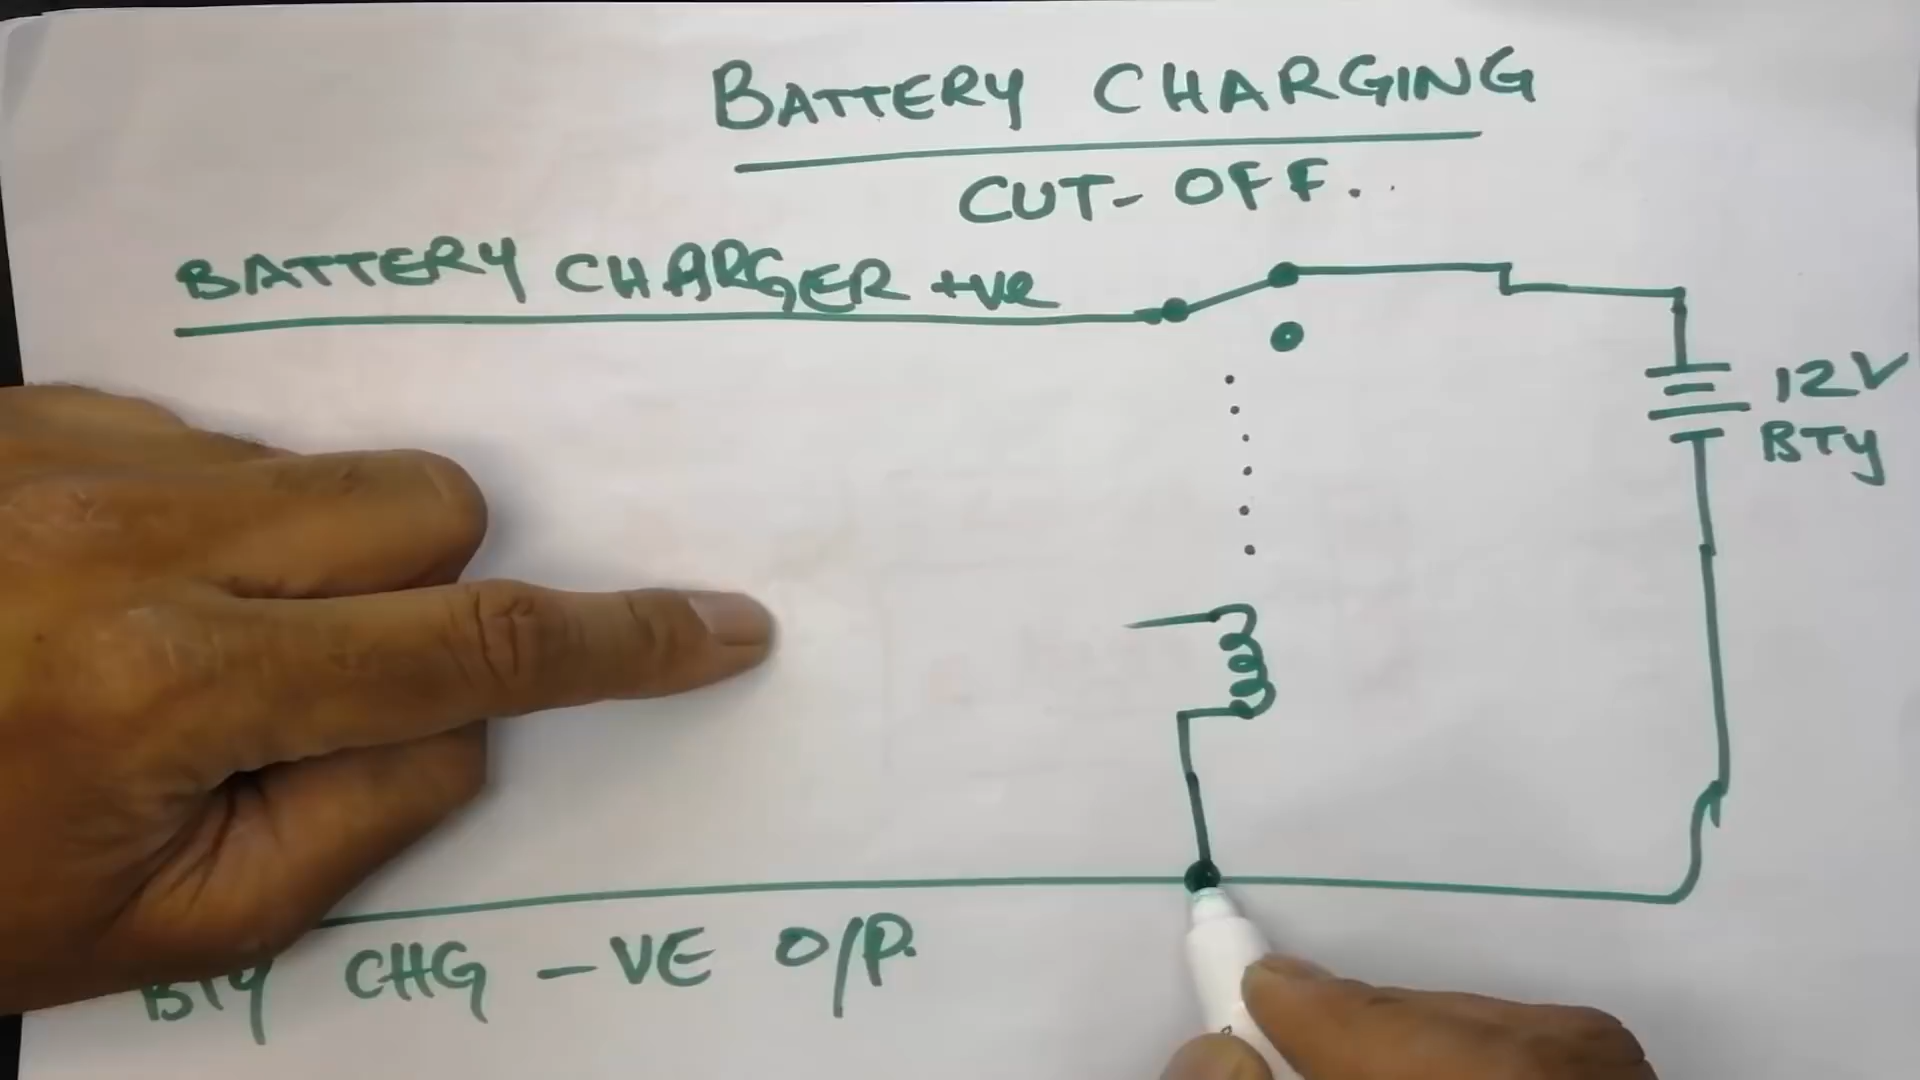 BATTERY CHARGING
CUT-OFF.
BATTERY CHARGER +ve
12V
BTY
BTY CHG -VE O/P.